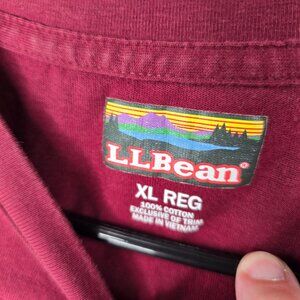 L.L.Bean®
XL REG
100% COTTON
EXCLUSIVE OF TRIM
MADE IN VIETNAM